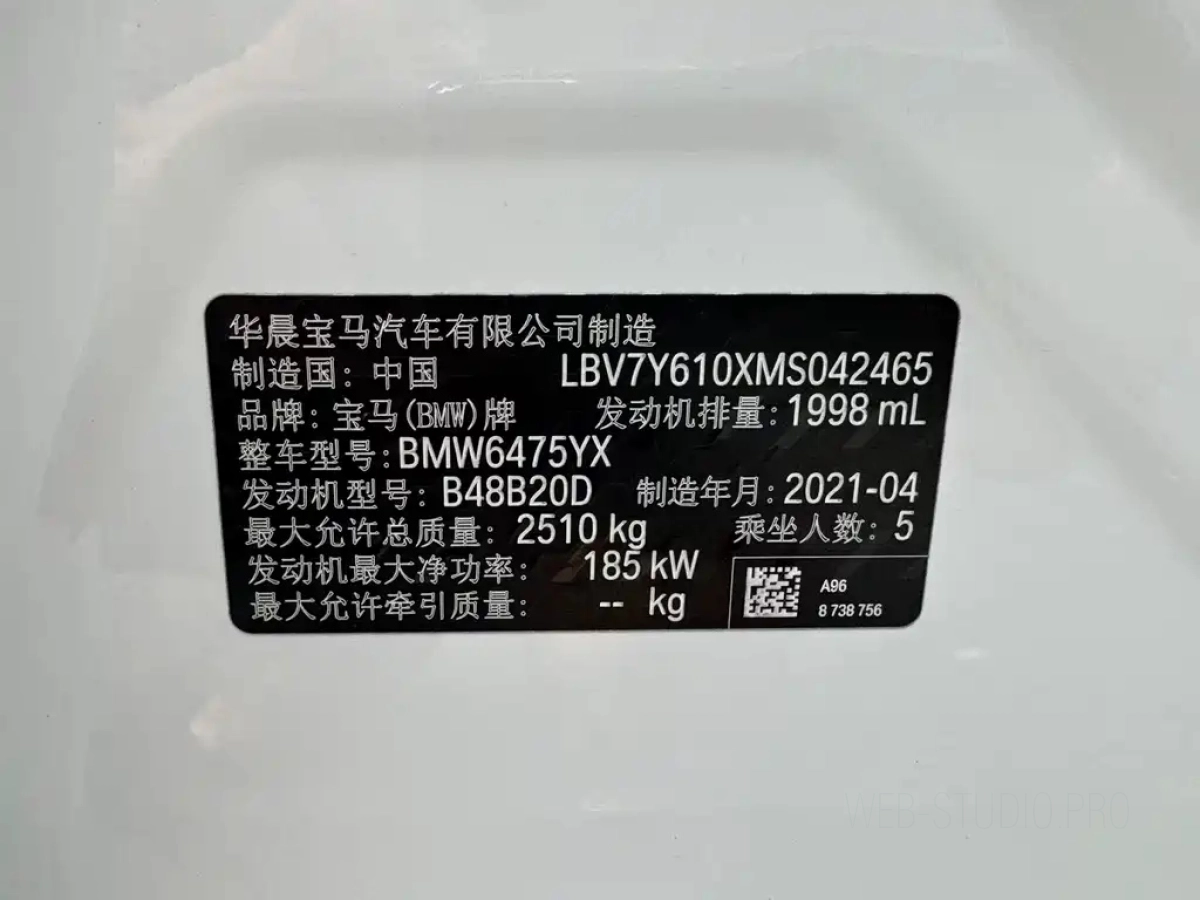 华晨宝马汽车有限公司制造
制造国：中国 LBV7Y610XMS042465
品牌：宝马(BMW)牌 发动机排量：1998 mL
整车型号：BMW6475YX
发动机型号：B48B20D 制造年月：2021-04
最大允许总质量：2510 kg 乘坐人数：5
发动机最大净功率：185 kW
最大允许牵引质量：-- kg
A96
8 738 756
WEB-STUDIO PRO